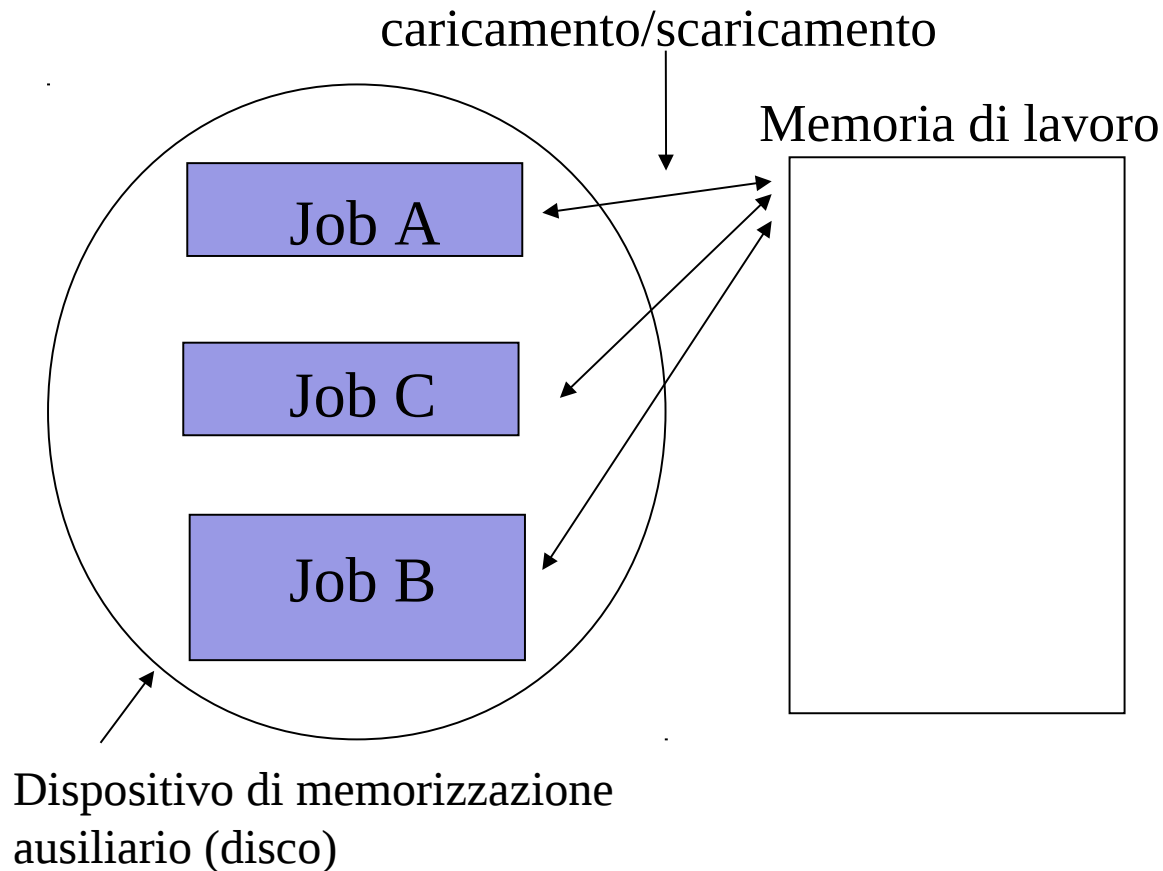 caricamento/scaricamento
Memoria di lavoro
Job A
Job C
Job B
Dispositivo di memorizzazione
ausiliario (disco)